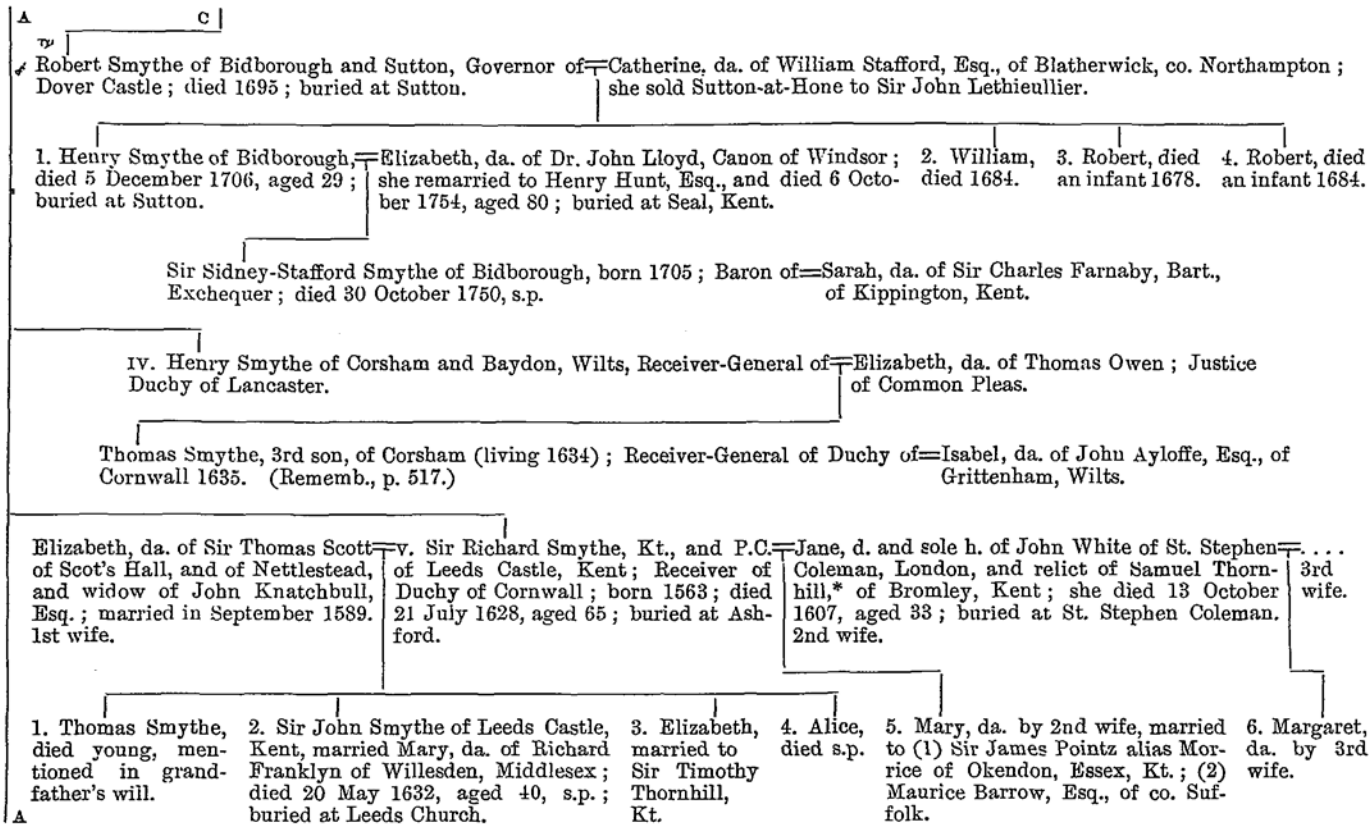 A C
Robert Smythe of Bidborough and Sutton, Governor of=Catherine, da. of William Stafford, Esq., of Blatherwick, co. Northampton ;
Dover Castle ; died 1695 ; buried at Sutton. she sold Sutton-at-Hone to Sir John Lethieullier.
1. Henry Smythe of Bidborough,=Elizabeth, da. of Dr. John Lloyd, Canon of Windsor ; 2. William, 3. Robert, died 4. Robert, died
died 5 December 1706, aged 29 ; she remarried to Henry Hunt, Esq., and died 6 Octo- died 1684. an infant 1678. an infant 1684.
buried at Sutton. ber 1754, aged 80 ; buried at Seal, Kent.
Sir Sidney-Stafford Smythe of Bidborough, born 1705 ; Baron of=Sarah, da. of Sir Charles Farnaby, Bart.,
Exchequer ; died 30 October 1750, s.p. of Kippington, Kent.
IV. Henry Smythe of Corsham and Baydon, Wilts, Receiver-General of=Elizabeth, da. of Thomas Owen ; Justice
Duchy of Lancaster. of Common Pleas.
Thomas Smythe, 3rd son, of Corsham (living 1634) ; Receiver-General of Duchy of=Isabel, da. of John Ayloffe, Esq., of
Cornwall 1635. (Rememb., p. 517.) Grittenham, Wilts.
Elizabeth, da. of Sir Thomas Scott=V. Sir Richard Smythe, Kt., and P.C.=Jane, d. and sole h. of John White of St. Stephen=....
of Scot's Hall, and of Nettlestead, of Leeds Castle, Kent ; Receiver of Coleman, London, and relict of Samuel Thorn- 3rd
and widow of John Knatchbull, Duchy of Cornwall ; born 1563 ; died hill,* of Bromley, Kent ; she died 13 October wife.
Esq. ; married in September 1589. 21 July 1628, aged 65 ; buried at Ash- 1607, aged 33 ; buried at St. Stephen Coleman.
1st wife. ford. 2nd wife.
1. Thomas Smythe, 2. Sir John Smythe of Leeds Castle, 3. Elizabeth, 4. Alice, 5. Mary, da. by 2nd wife, married 6. Margaret,
died young, men- Kent, married Mary, da. of Richard married to died s.p. to (1) Sir James Pointz alias Mor- da. by 3rd
tioned in grand- Franklyn of Willesden, Middlesex ; Sir Timothy rice of Okendon, Essex, Kt. ; (2) wife.
father's will. died 20 May 1632, aged 40, s.p. ; Thornhill, Maurice Barrow, Esq., of co. Suf-
buried at Leeds Church. Kt. folk.
A